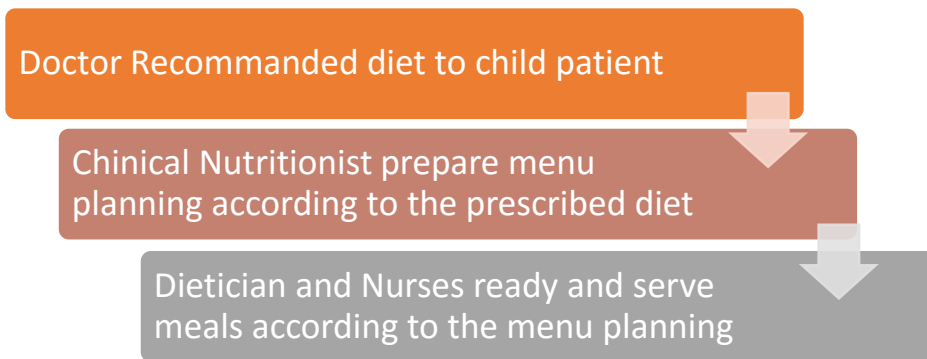 Doctor Recommanded diet to child patient
Chinical Nutritionist prepare menu
planning according to the prescribed diet
Dietician and Nurses ready and serve
meals according to the menu planning